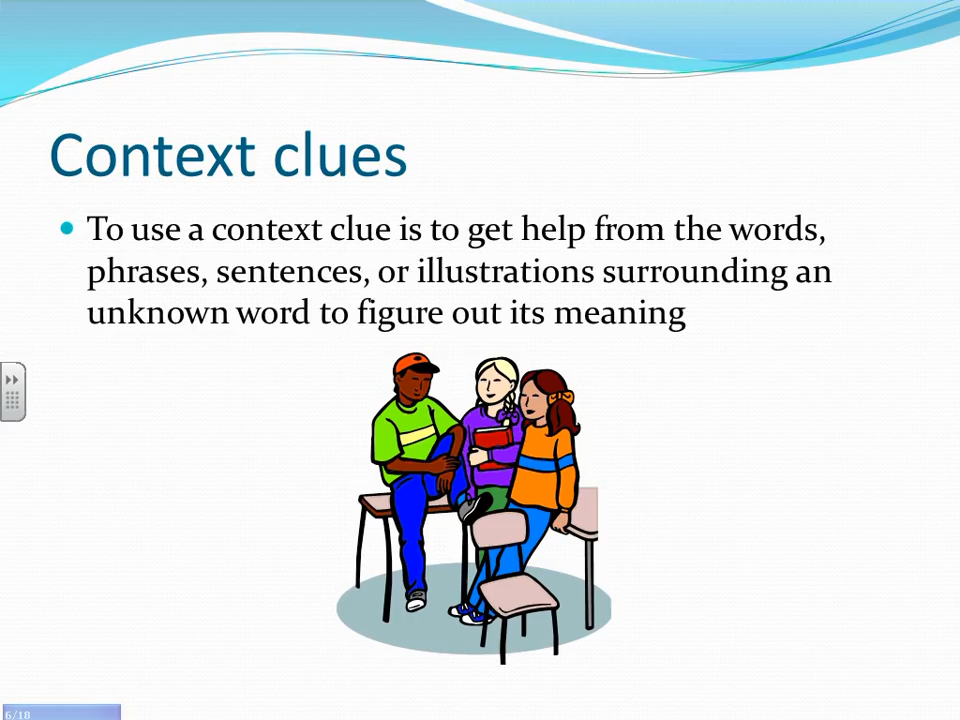 Context clues
To use a context clue is to get help from the words,
phrases, sentences, or illustrations surrounding an
unknown word to figure out its meaning
6/18